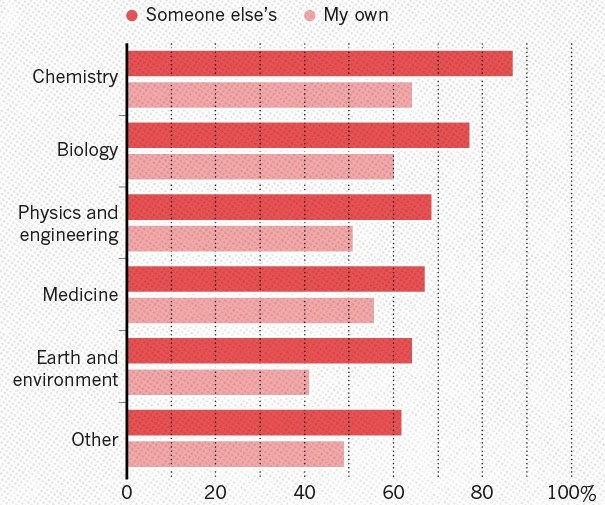 Someone else’s My own
Chemistry
Biology
Physics and
engineering
Medicine
Earth and
environment
Other
0 20 40 60 80 100%